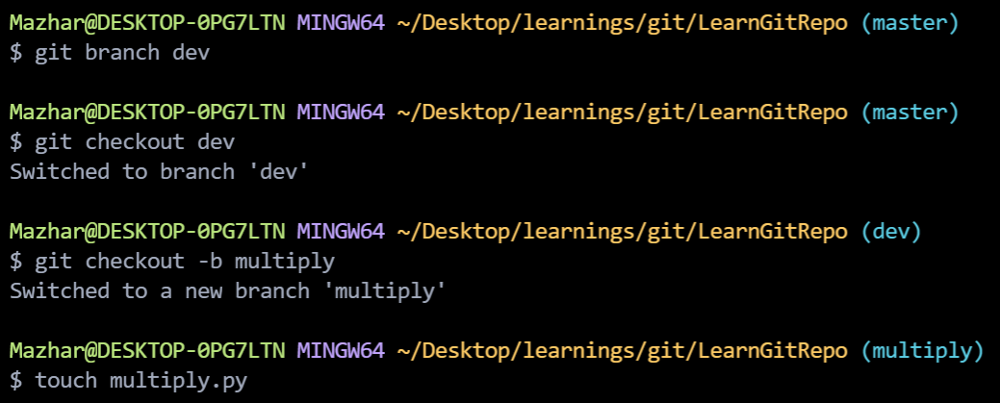 Mazhar@DESKTOP-0PG7LTN MINGW64 ~/Desktop/learnings/git/LearnGitRepo (master)
$ git branch dev
Mazhar@DESKTOP-0PG7LTN MINGW64 ~/Desktop/learnings/git/LearnGitRepo (master)
$ git checkout dev
Switched to branch 'dev'
Mazhar@DESKTOP-0PG7LTN MINGW64 ~/Desktop/learnings/git/LearnGitRepo (dev)
$ git checkout -b multiply
Switched to a new branch 'multiply'
Mazhar@DESKTOP-0PG7LTN MINGW64 ~/Desktop/learnings/git/LearnGitRepo (multiply)
$ touch multiply.py